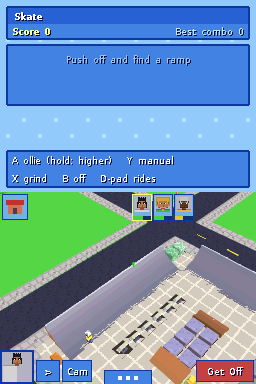 Skate
Score 0 Best combo 0
Push off and find a ramp
A ollie (hold: higher) Y manual
X grind B off D-pad rides
Cam
Get Off